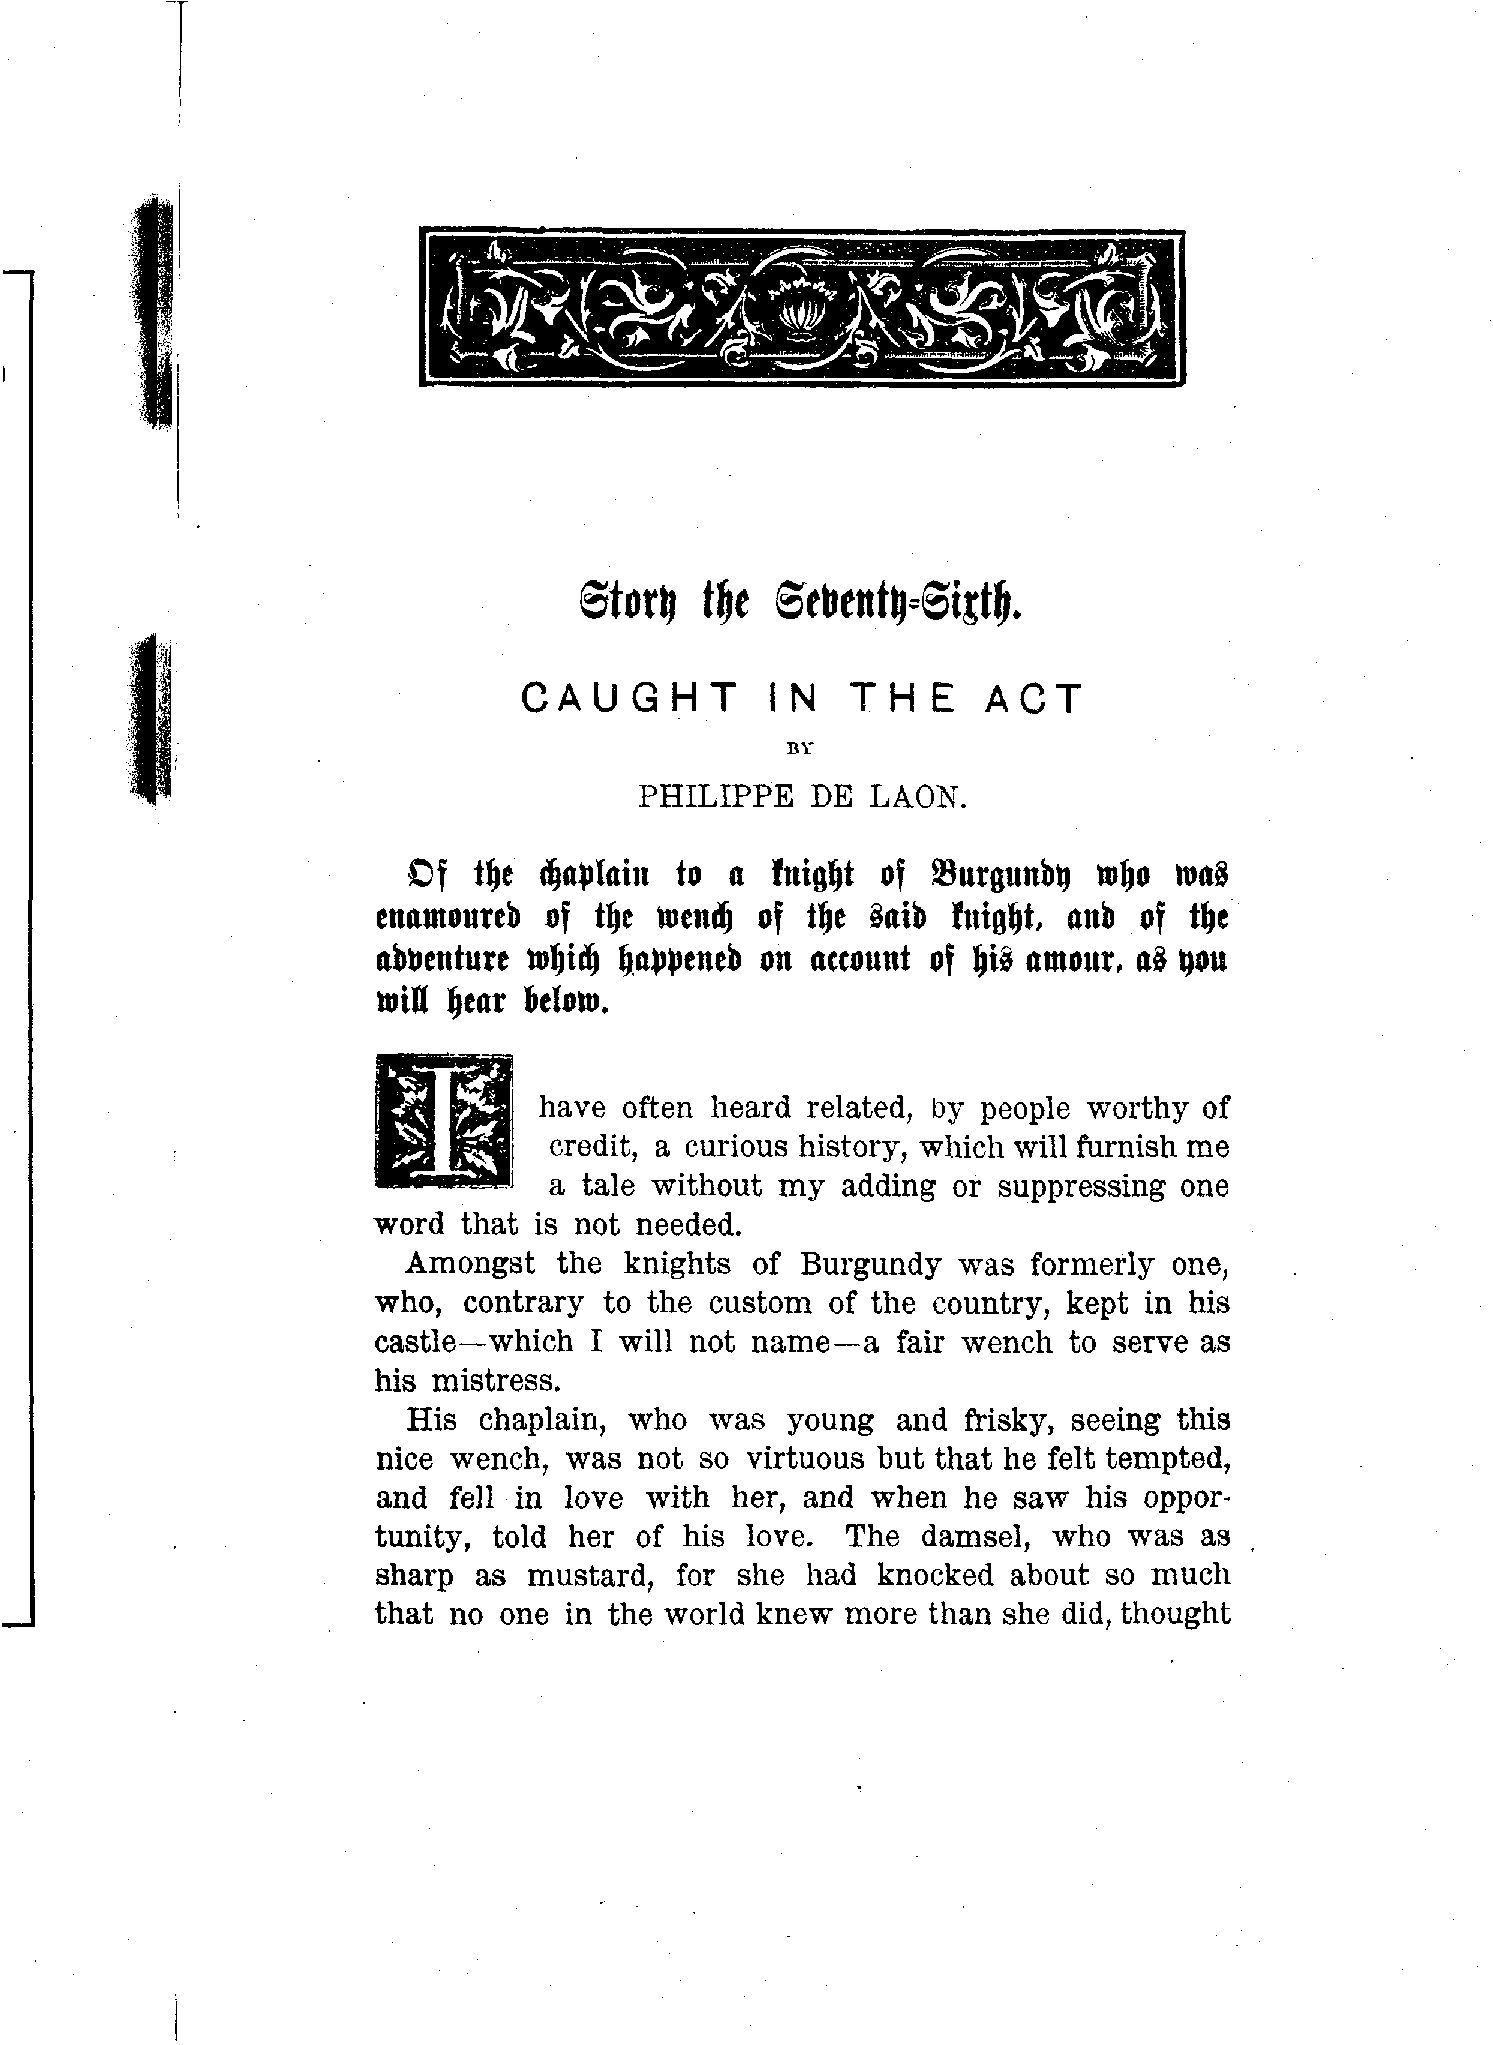 Story the Seventy-Sixth.
CAUGHT IN THE ACT
BY
PHILIPPE DE LAON.
Of the chaplain to a knight of Burgundy who was
enamoured of the wench of the said knight, and of the
adventure which happened on account of his amour, as you
will hear below.
I have often heard related, by people worthy of
credit, a curious history, which will furnish me
a tale without my adding or suppressing one
word that is not needed.
Amongst the knights of Burgundy was formerly one,
who, contrary to the custom of the country, kept in his
castle—which I will not name—a fair wench to serve as
his mistress.
His chaplain, who was young and frisky, seeing this
nice wench, was not so virtuous but that he felt tempted,
and fell in love with her, and when he saw his oppor-
tunity, told her of his love. The damsel, who was as
sharp as mustard, for she had knocked about so much
that no one in the world knew more than she did, thought